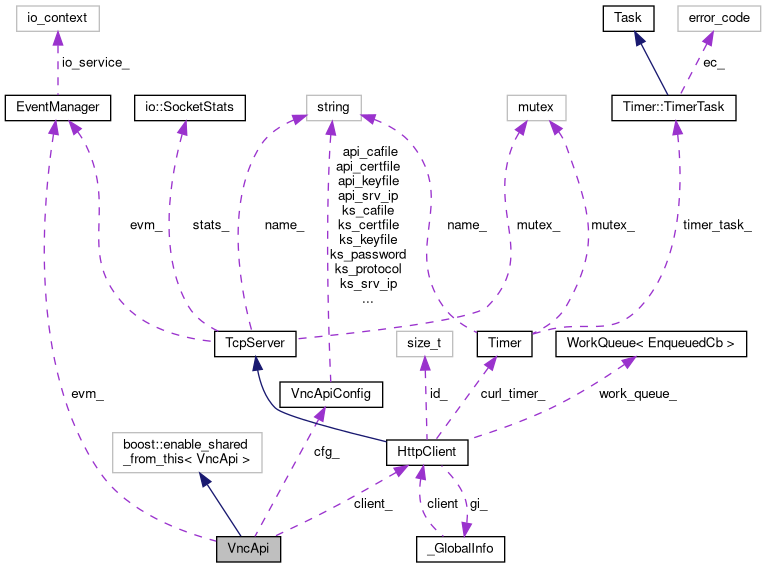 io_context
Task
error_code
io_service_
ec_
EventManager
io::SocketStats
string
mutex
Timer::TimerTask
api_cafile
api_certfile
api_keyfile
api_srv_ip
ks_cafile
ks_certfile
ks_keyfile
ks_password
ks_protocol
ks_srv_ip
...
evm_
stats_
name_
name_
mutex_
mutex_
timer_task_
TcpServer
size_t
Timer
WorkQueue< EnqueuedCb >
evm_
VncApiConfig
id_
curl_timer_
work_queue_
boost::enable_shared
_from_this< VncApi >
cfg_
HttpClient
client_
client
gi_
VncApi
_GlobalInfo